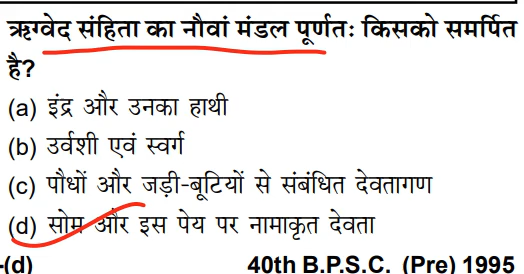 ऋग्वेद संहिता का नौवां मंडल पूर्णतः किसको समर्पित
है?
(a) इंद्र और उनका हाथी
(b) उर्वशी एवं स्वर्ग
(c) पौधों और जड़ी-बूटियों से संबंधित देवतागण
(d) सोम और इस पेय पर नामाकृत देवता
-(d) 40th B.P.S.C. (Pre) 1995